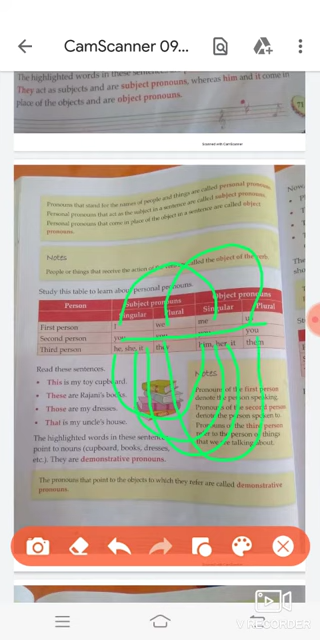 CamScanner 09...
The highlighted words in these
They act as subjects and are subject pronouns, whereas him and it come in
place of the objects and are object pronouns.
71
Scanned with CamScanner
Pronouns that stand for the names of people and things are called personal pronouns.
Personal pronouns that act as the subject in a sentence are called subject pronouns.
Personal pronouns that come in place of the object in a sentence are called object
pronouns.
Notes
People or things that receive the action of the verb are called the object of the verb.
Study this table to learn about personal pronouns.
Person Subject pronouns Object pronouns
Singular Plural Singular Plural
First person I we me us
Second person you you you you
Third person he, she, it they him, her, it them
Read these sentences.
• This is my toy cupboard.
• These are Rajani's books.
• Those are my dresses.
• That is my uncle's house.
The highlighted words in these sentences
point to nouns (cupboard, books, dresses,
etc.). They are demonstrative pronouns.
Notes
Pronouns of the first person
denote the person speaking.
Pronouns of the second person
denote the person spoken to.
Pronouns of the third person
refer to the person or things
that we are talking about.
The pronouns that point to the objects to which they refer are called demonstrative
pronouns.
Now,
V RECORDER